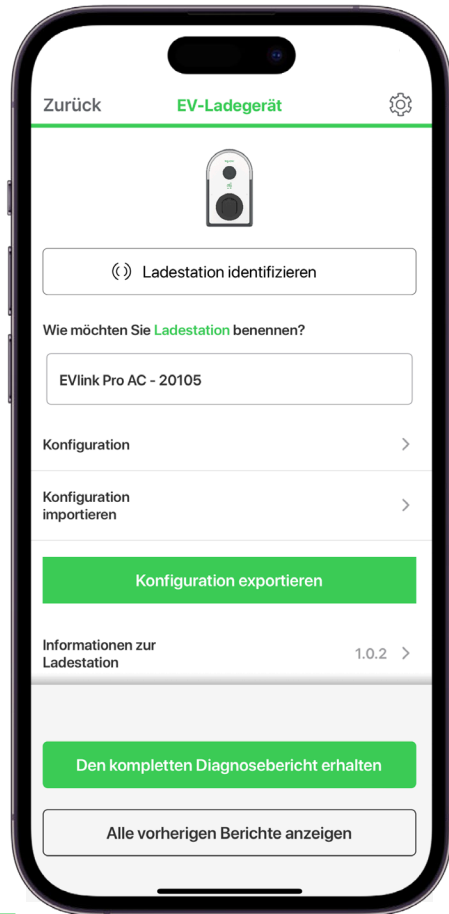 Zurück
EV-Ladegerät
Ladestation identifizieren
Wie möchten Sie Ladestation benennen?
EVlink Pro AC - 20105
Konfiguration
Konfiguration
importieren
Konfiguration exportieren
Informationen zur
Ladestation
1.0.2
Den kompletten Diagnosebericht erhalten
Alle vorherigen Berichte anzeigen